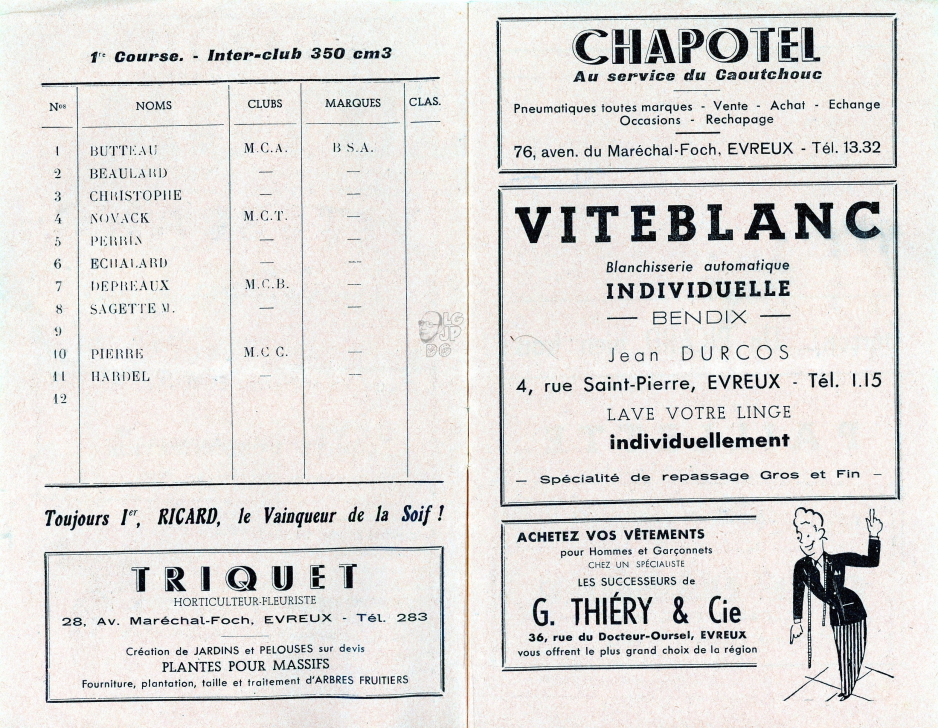 1re Course. - Inter-club 350 cm3
Nos NOMS CLUBS MARQUES CLAS.
1 BUTTEAU M.C.A. B S.A.
2 BEAULARD — —
3 CHRISTOPHE — —
4 NOVACK M.C.T. —
5 PERRIN — —
6 ECHALARD — —
7 DEPREAUX M.C.B. —
8 SAGETTE M. — —
9
10 PIERRE M.C C. —
11 HARDEL — —
12
Toujours 1er, RICARD, le Vainqueur de la Soif !
TRIQUET
HORTICULTEUR-FLEURISTE
28, Av. Maréchal-Foch, EVREUX - Tél. 283
Création de JARDINS et PELOUSES sur devis
PLANTES POUR MASSIFS
Fourniture, plantation, taille et traitement d'ARBRES FRUITIERS
LG
JP
DG
CHAPOTEL
Au service du Caoutchouc
Pneumatiques toutes marques - Vente - Achat - Echange
Occasions - Rechapage
76, aven. du Maréchal-Foch, EVREUX - Tél. 13.32
VITEBLANC
Blanchisserie automatique
INDIVIDUELLE
— BENDIX —
Jean DURCOS
4, rue Saint-Pierre, EVREUX - Tél. 1.15
LAVE VOTRE LINGE
individuellement
— Spécialité de repassage Gros et Fin —
ACHETEZ VOS VÊTEMENTS
pour Hommes et Garçonnets
CHEZ UN SPÉCIALISTE
LES SUCCESSEURS de
G. THIÉRY & Cie
36, rue du Docteur-Oursel, EVREUX
vous offrent le plus grand choix de la région